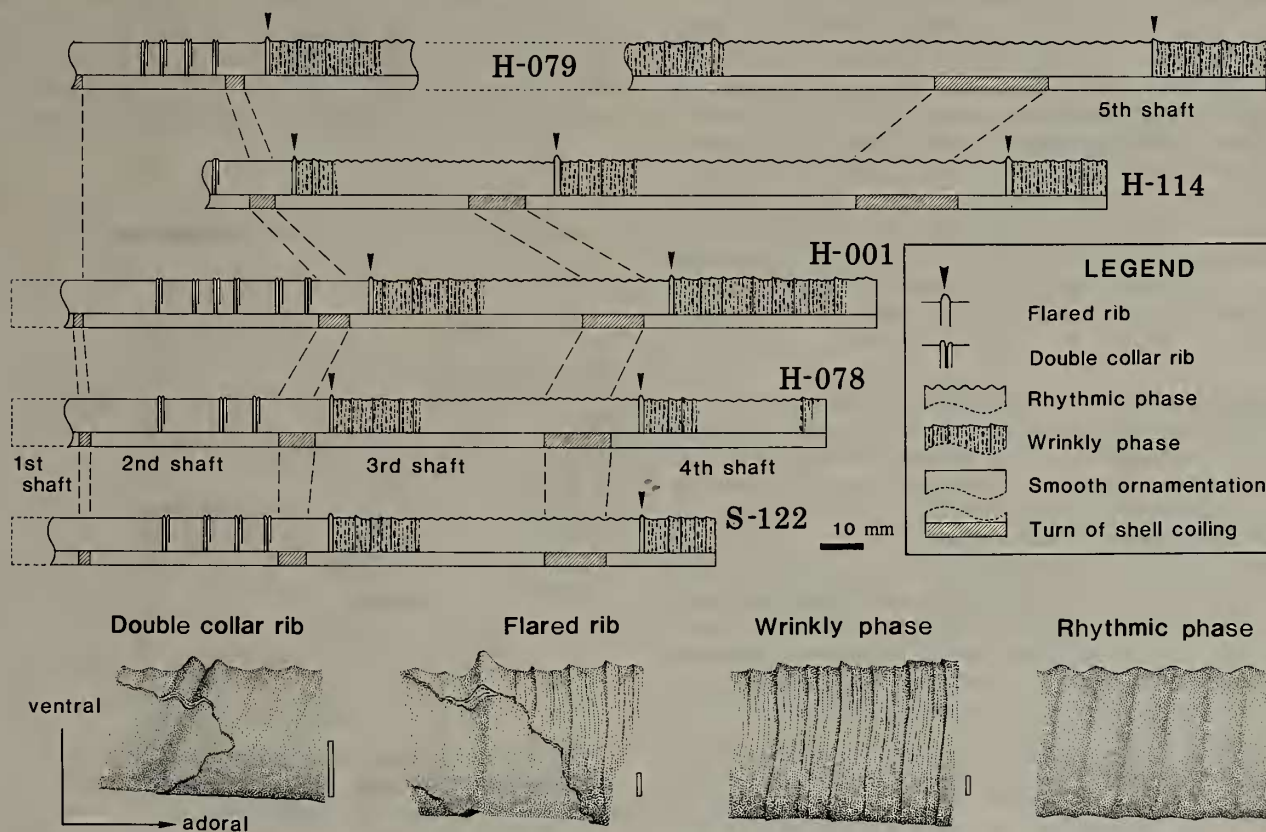 H-079
5th shaft
H-114
H-001
H-078
1st
shaft
2nd shaft
3rd shaft
4th shaft
S-122
10 mm
LEGEND
Flared rib
Double collar rib
Rhythmic phase
Wrinkly phase
Smooth ornamentation
Turn of shell coiling
Double collar rib
Flared rib
Wrinkly phase
Rhythmic phase
ventral
adoral